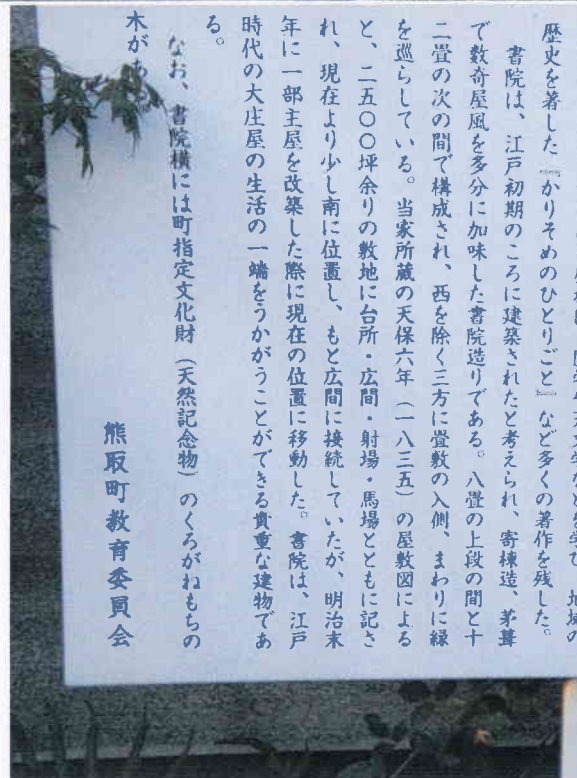 学び、地域の
歴史を著した『かりそめのひとりごと』など多くの著作を残した。
書院は、江戸初期のころに建築されたと考えられ、寄棟造、茅葺
で数奇屋風を多分に加味した書院造りである。八畳の上段の間と十
二畳の次の間で構成され、西を除く三方に畳敷の入側、まわりに縁
を巡らしている。当家所蔵の天保六年（一八三五）の屋敷図による
と、二五〇〇坪余りの敷地に台所・広間・射場・馬場とともに記さ
れ、現在より少し南に位置し、もと広間に接続していたが、明治末
年に一部主屋を改築した際に現在の位置に移動した。書院は、江戸
時代の大庄屋の生活の一端をうかがうことができる貴重な建物であ
る。
なお、書院横には町指定文化財（天然記念物）のくろがねもちの
木があ
熊取町教育委員会